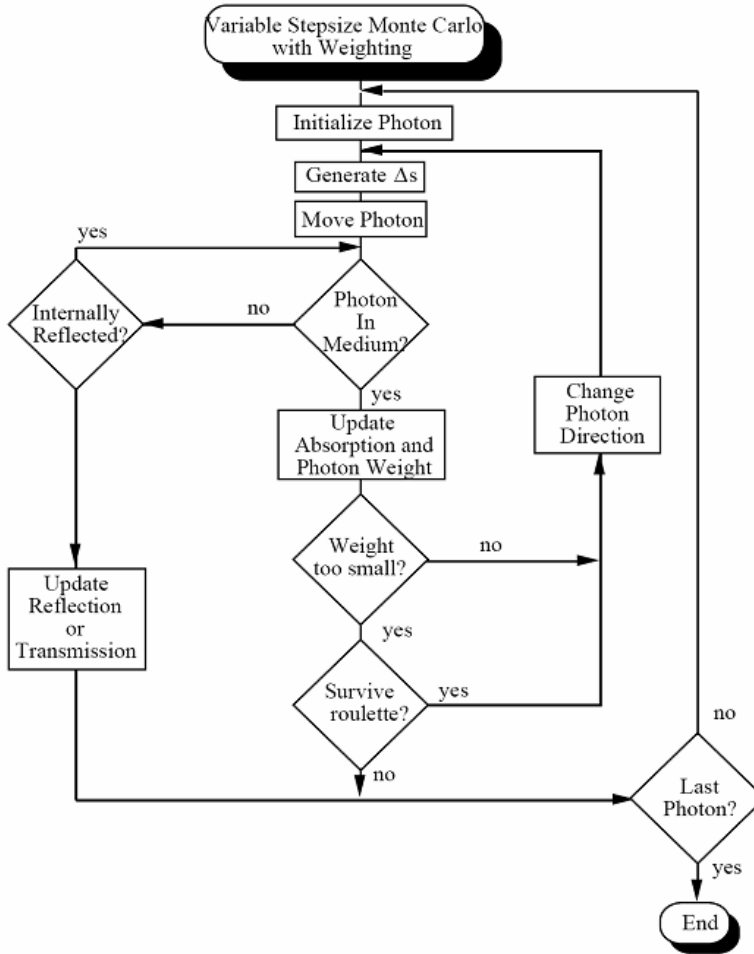 Variable Stepsize Monte Carlo
with Weighting
Initialize Photon
Generate Δs
Move Photon
yes
Internally
Reflected?
no
Photon
In
Medium?
yes
Change
Photon
Direction
Update
Absorption and
Photon Weight
Weight
too small?
no
yes
Update
Reflection
or
Transmission
Survive
roulette?
yes
no
no
Last
Photon?
yes
End